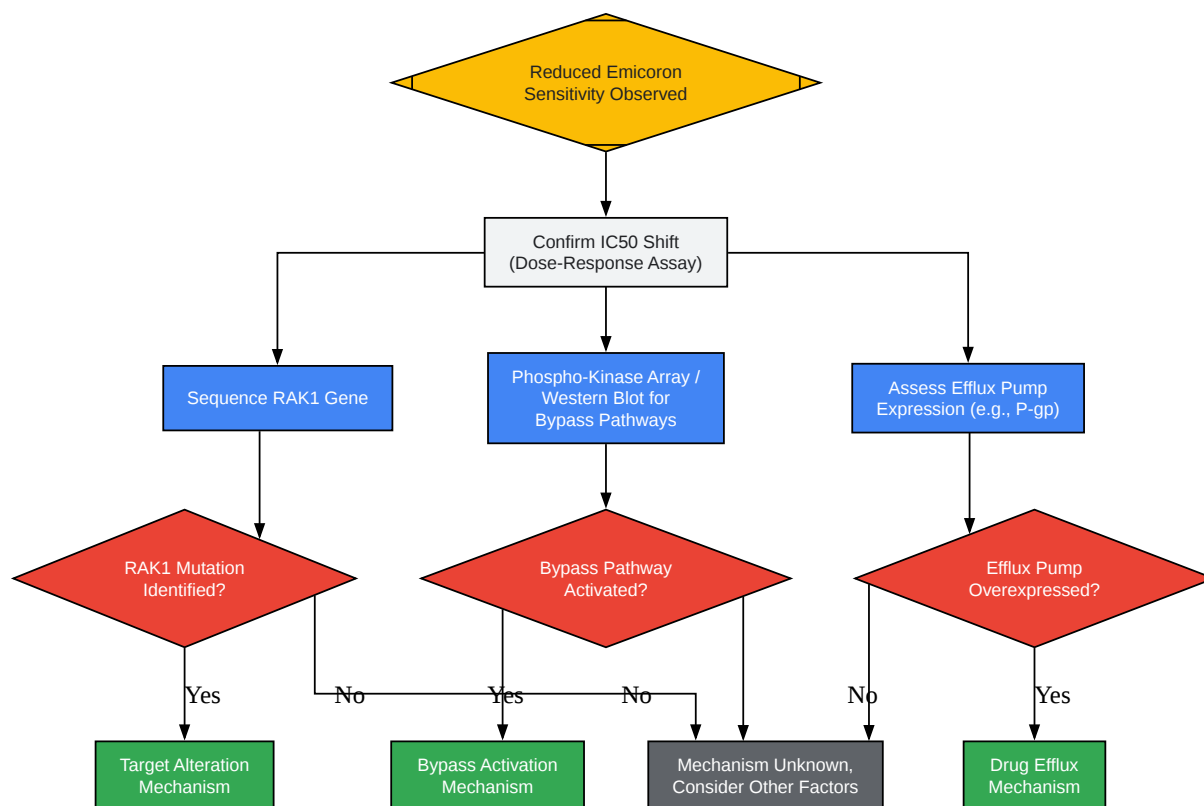 Reduced Emicoron
Sensitivity Observed
Confirm IC50 Shift
(Dose-Response Assay)
Sequence RAK1 Gene
Phospho-Kinase Array /
Western Blot for
Bypass Pathways
Assess Efflux Pump
Expression (e.g., P-gp)
RAK1 Mutation
Identified?
Bypass Pathway
Activated?
Efflux Pump
Overexpressed?
Yes
No
Yes
No
No
Yes
Target Alteration
Mechanism
Bypass Activation
Mechanism
Mechanism Unknown,
Consider Other Factors
Drug Efflux
Mechanism